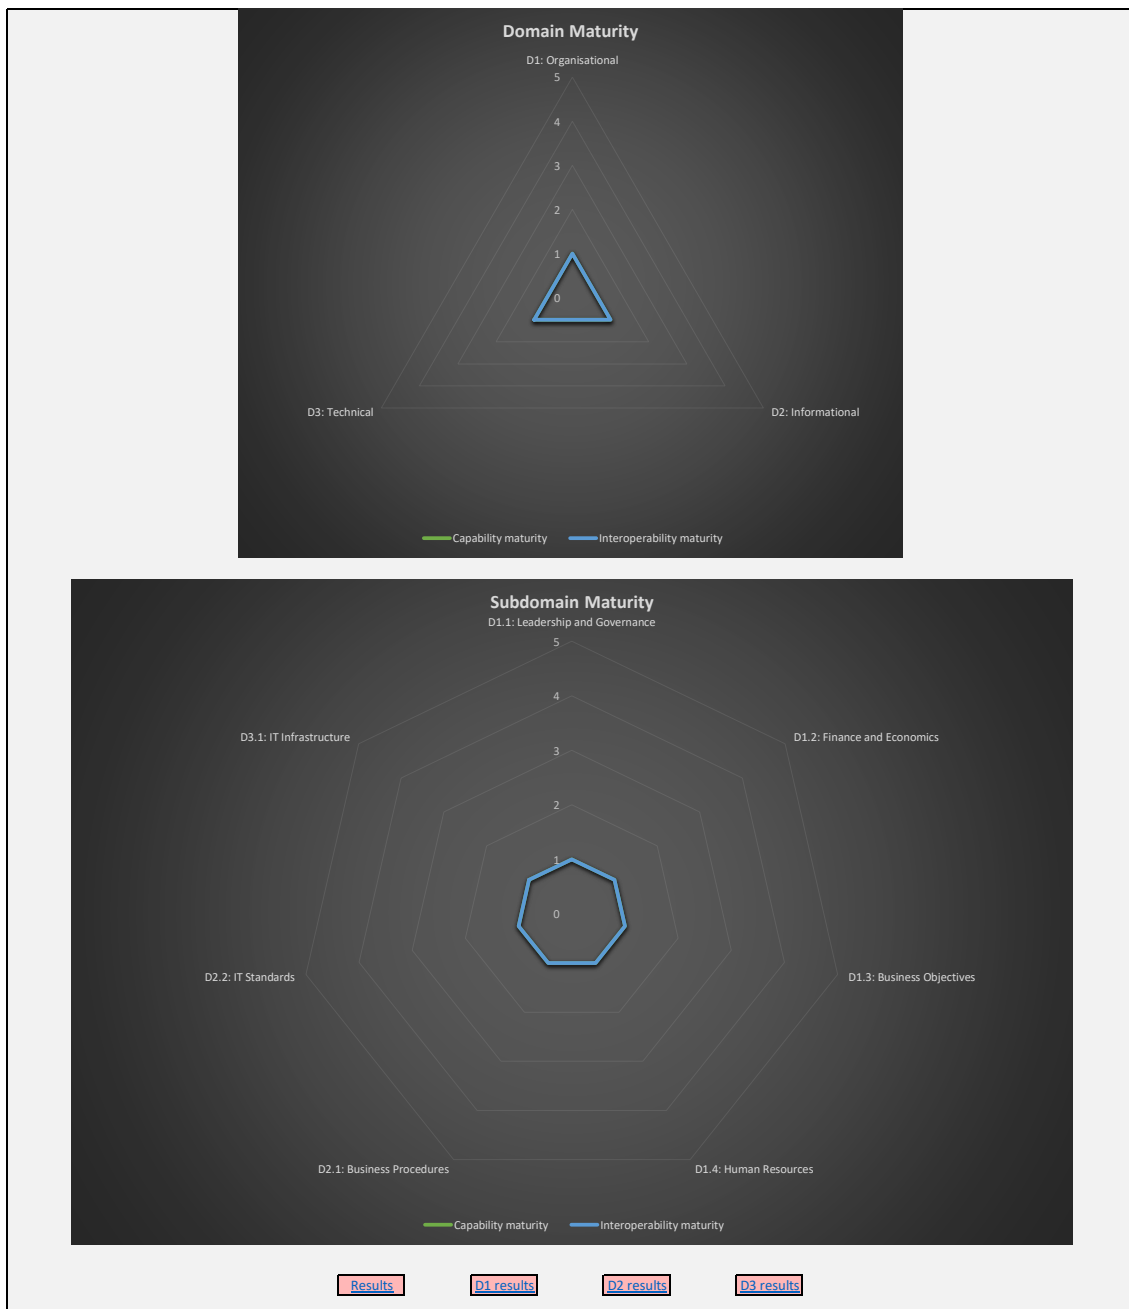 Domain Maturity
D1: Organisational
5
4
3
2
1
0
D3: Technical
D2: Informational
Capability maturity
Interoperability maturity
Subdomain Maturity
D1.1: Leadership and Governance
5
D3.1: IT Infrastructure
D1.2: Finance and Economics
4
3
2
1
0
D2.2: IT Standards
D1.3: Business Objectives
D2.1: Business Procedures
D1.4: Human Resources
Capability maturity
Interoperability maturity
Results
D1 results
D2 results
D3 results